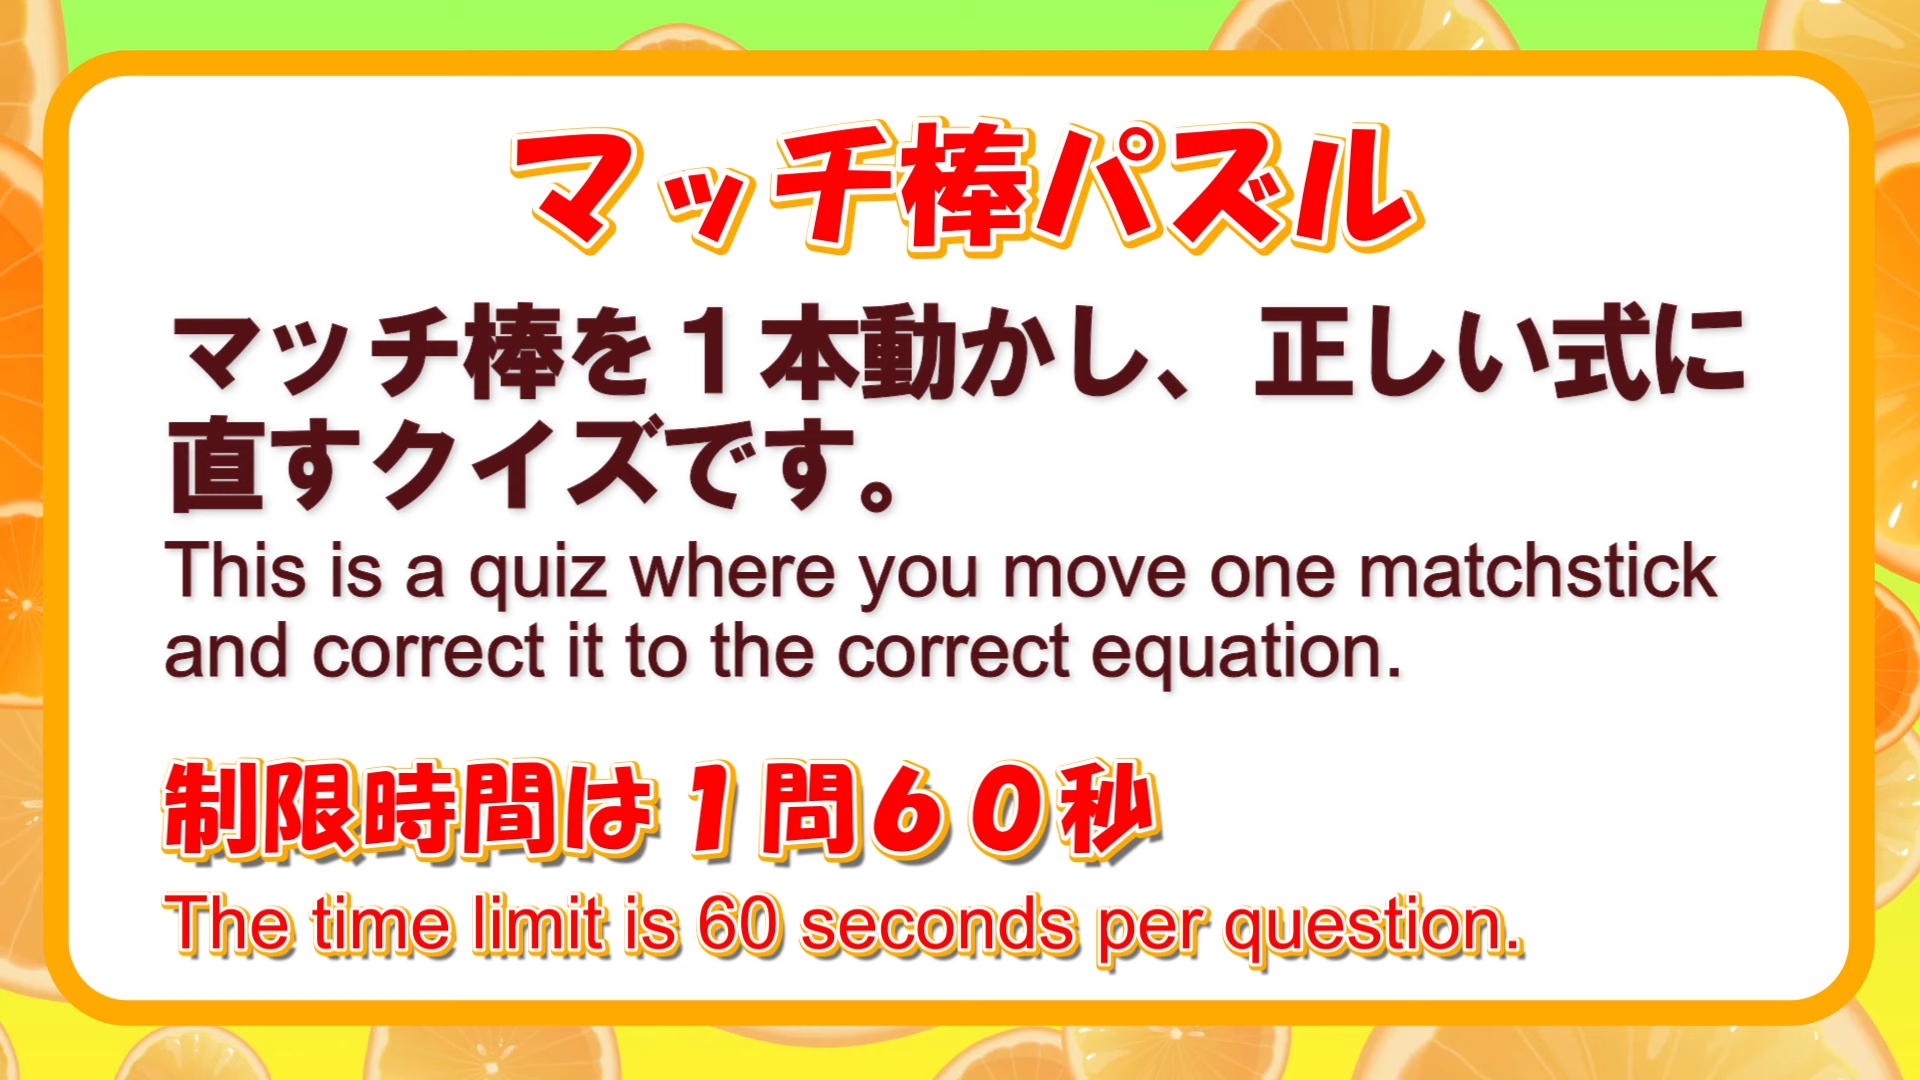 マッチ棒パズル
マッチ棒を１本動かし、正しい式に
直すクイズです。
This is a quiz where you move one matchstick
and correct it to the correct equation.
制限時間は１問６０秒
The time limit is 60 seconds per question.